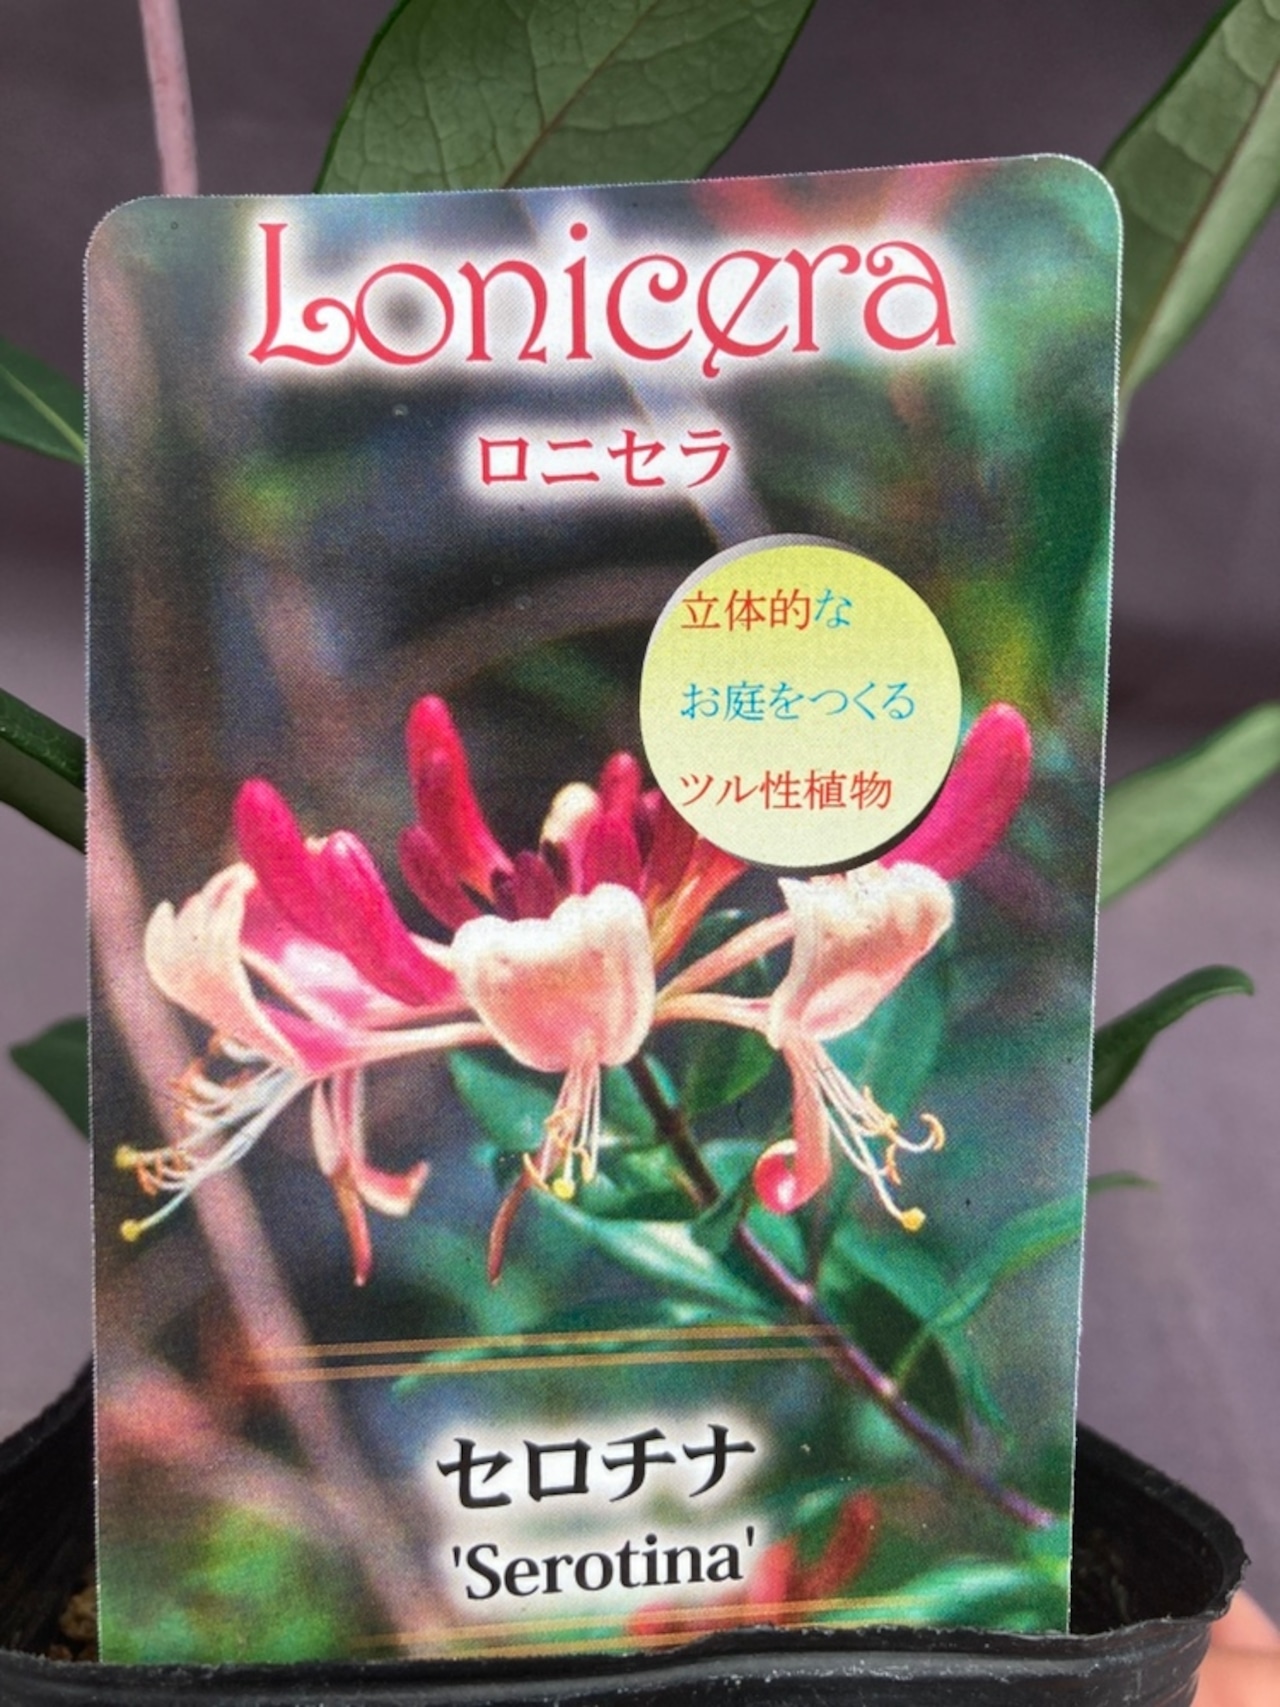 Lonicera
ロニセラ
立体的な
お庭をつくる
ツル性植物
セロチナ
'Serotina'